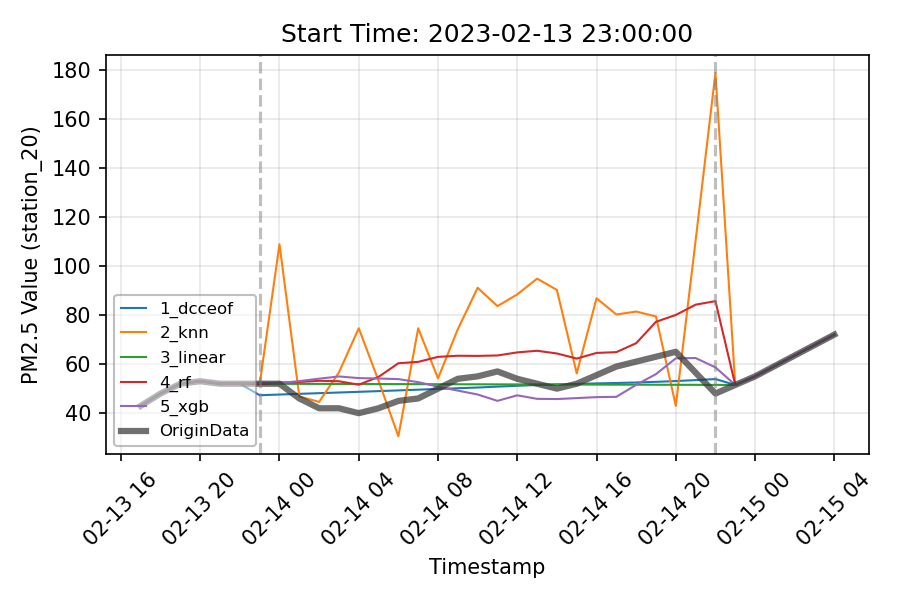 Start Time: 2023-02-13 23:00:00
PM2.5 Value (station_20)
180
160
140
120
100
80
60
40
1_dcceof
2_knn
3_linear
4_rf
5_xgb
OriginData
02-13 16
02-13 20
02-14 00
02-14 04
02-14 08
02-14 12
02-14 16
02-14 20
02-15 00
02-15 04
Timestamp